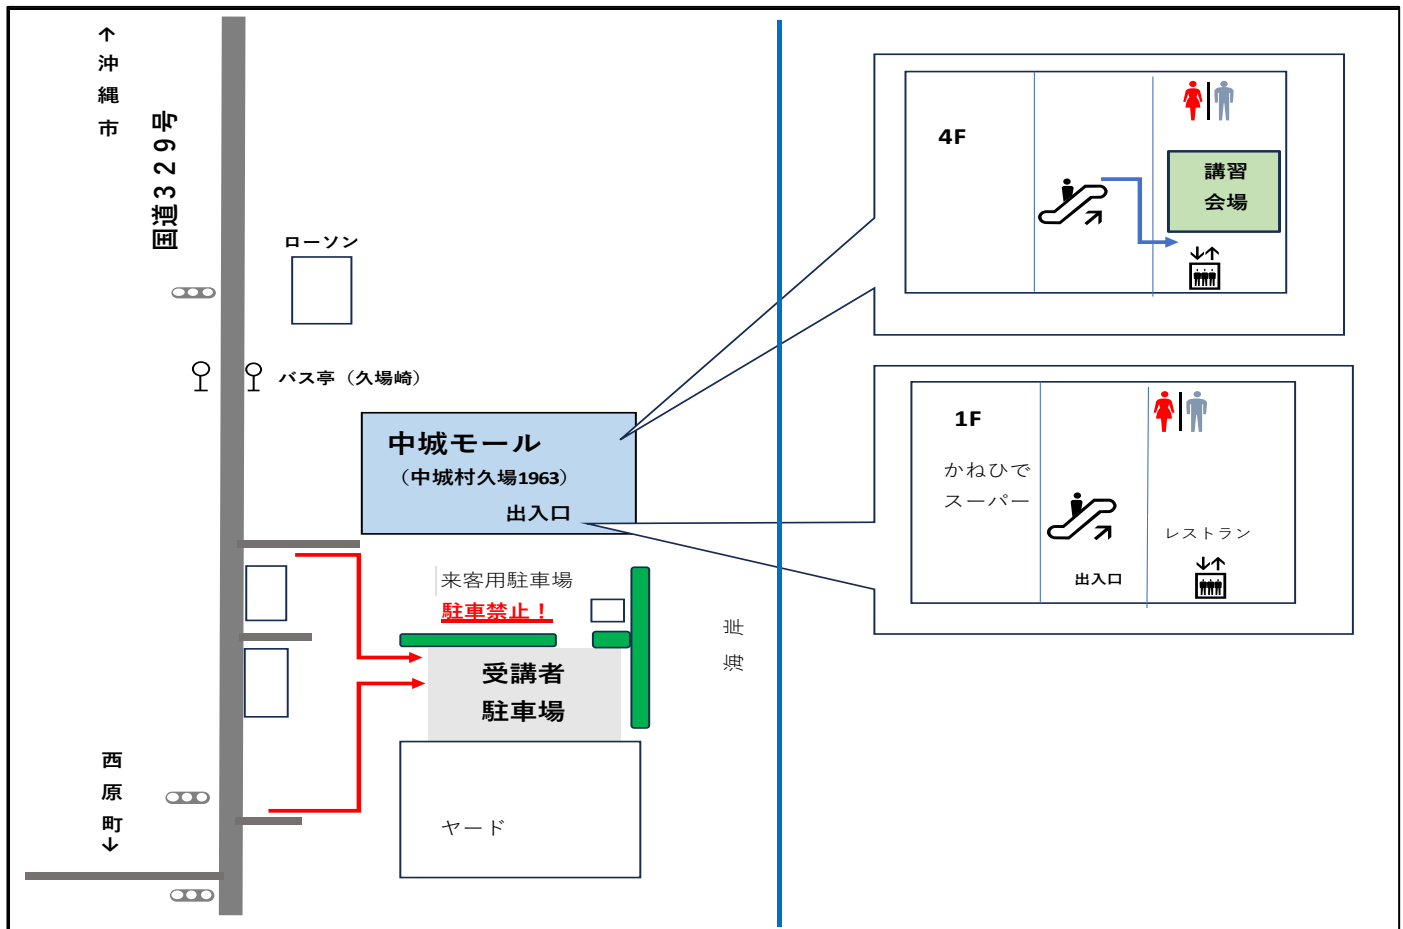 ↑沖縄市
国道３２９号
ローソン
バス亭（久場崎）
中城モール
（中城村久場1963）
出入口
来客用駐車場
駐車禁止！
受講者
駐車場
ヤード
西原町↓
海岸
4F
講習
会場
↓↑
1F
かねひで
スーパー
レストラン
出入口
↓↑